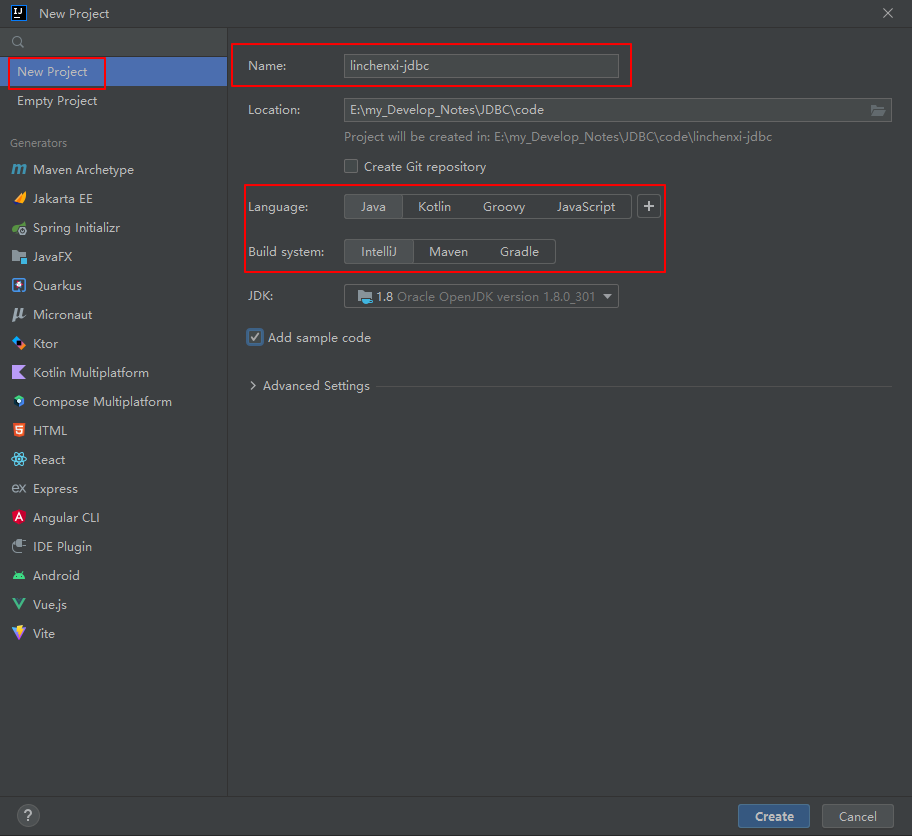 New Project
New Project
Empty Project
Generators
Maven Archetype
Jakarta EE
Spring Initializr
JavaFX
Quarkus
Micronaut
Ktor
Kotlin Multiplatform
Compose Multiplatform
HTML
React
Express
Angular CLI
IDE Plugin
Android
Vue.js
Vite
Name: linchenxi-jdbc
Location: E:\my_Develop_Notes\JDBC\code
Project will be created in: E:\my_Develop_Notes\JDBC\code\linchenxi-jdbc
Create Git repository
Language: Java Kotlin Groovy JavaScript +
Build system: IntelliJ Maven Gradle
JDK: 1.8 Oracle OpenJDK version 1.8.0_301
Add sample code
Advanced Settings
? Create Cancel